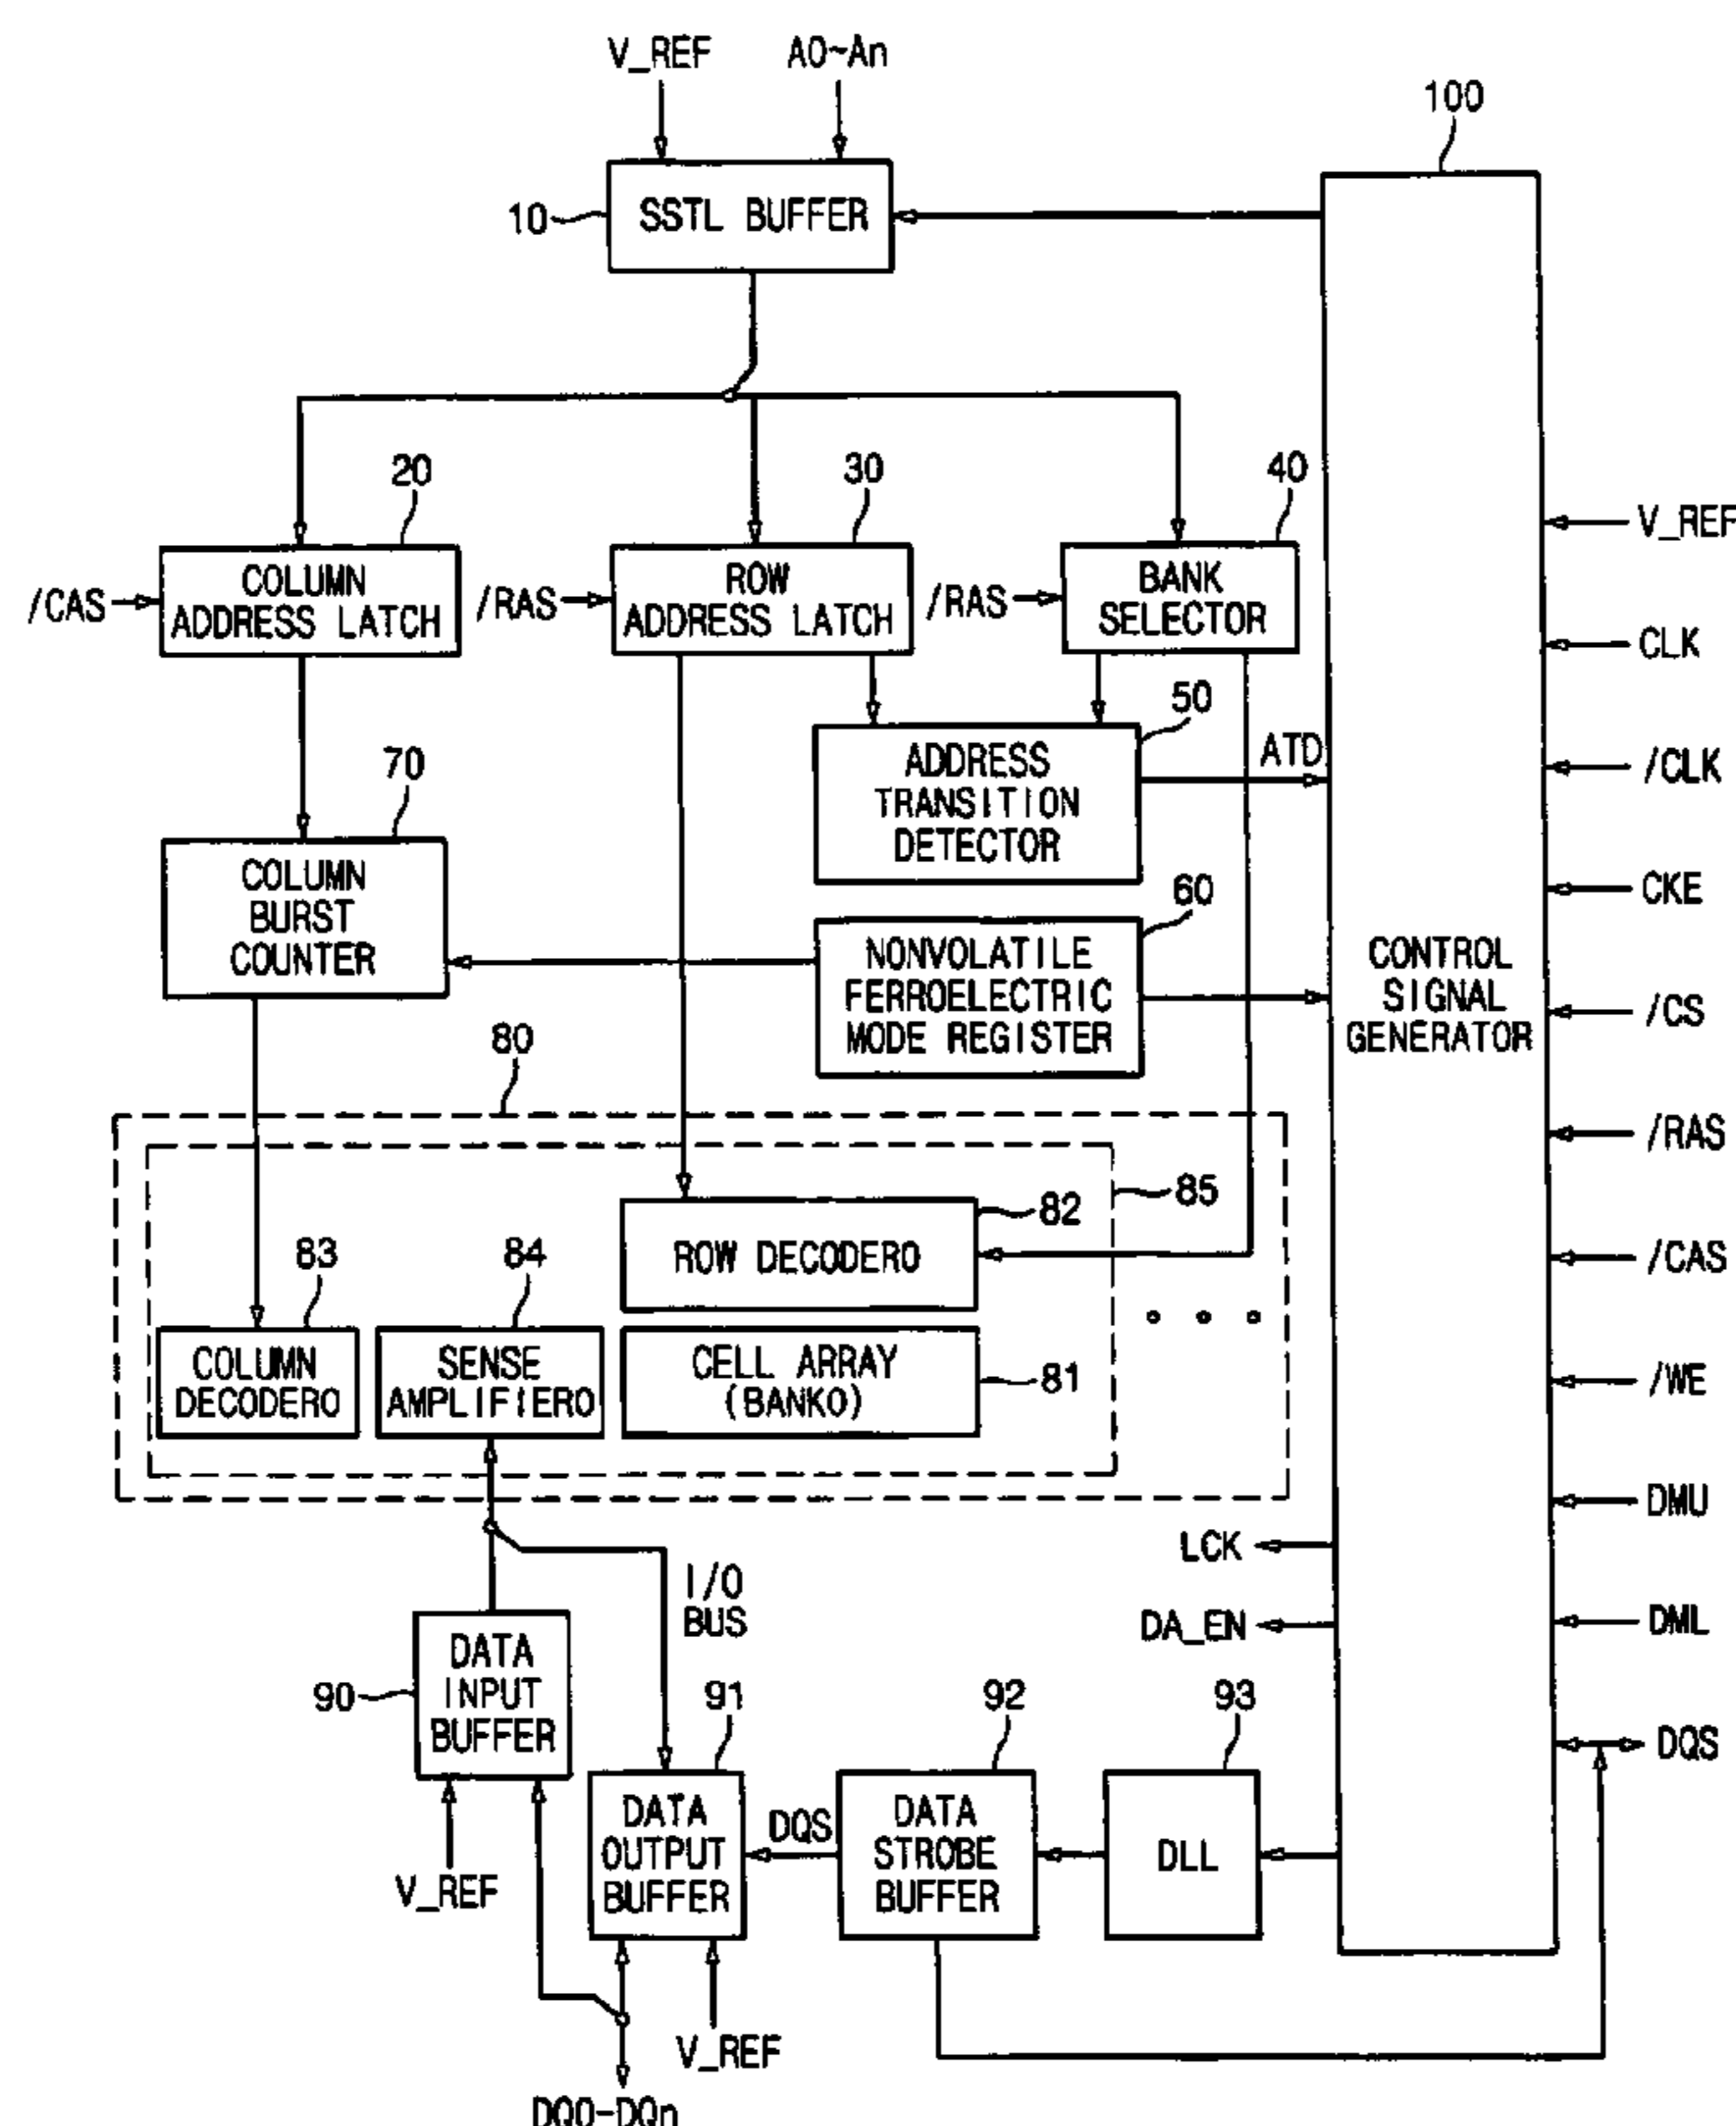 V_REF A0~An
100
10 SSTL BUFFER
20 30 40
/CAS COLUMN ADDRESS LATCH
/RAS ROW ADDRESS LATCH
/RAS BANK SELECTOR
V_REF
CLK
/CLK
CKE
/CS
/RAS
/CAS
/WE
DMU
DML
DQS
50
ADDRESS
TRANSITION
DETECTOR
ATD
70
COLUMN
BURST
COUNTER
60
NONVOLATILE
FERROELECTRIC
MODE REGISTER
CONTROL
SIGNAL
GENERATOR
80
85
82
ROW DECODER0
83
COLUMN
DECODER0
84
SENSE
AMPLIFIER0
CELL ARRAY
(BANK0)
81
LCK
DA_EN
I/O
BUS
90
DATA
INPUT
BUFFER
V_REF
91
DATA
OUTPUT
BUFFER
V_REF
DQS
92
DATA
STROBE
BUFFER
93
DLL
DQ0-DQn